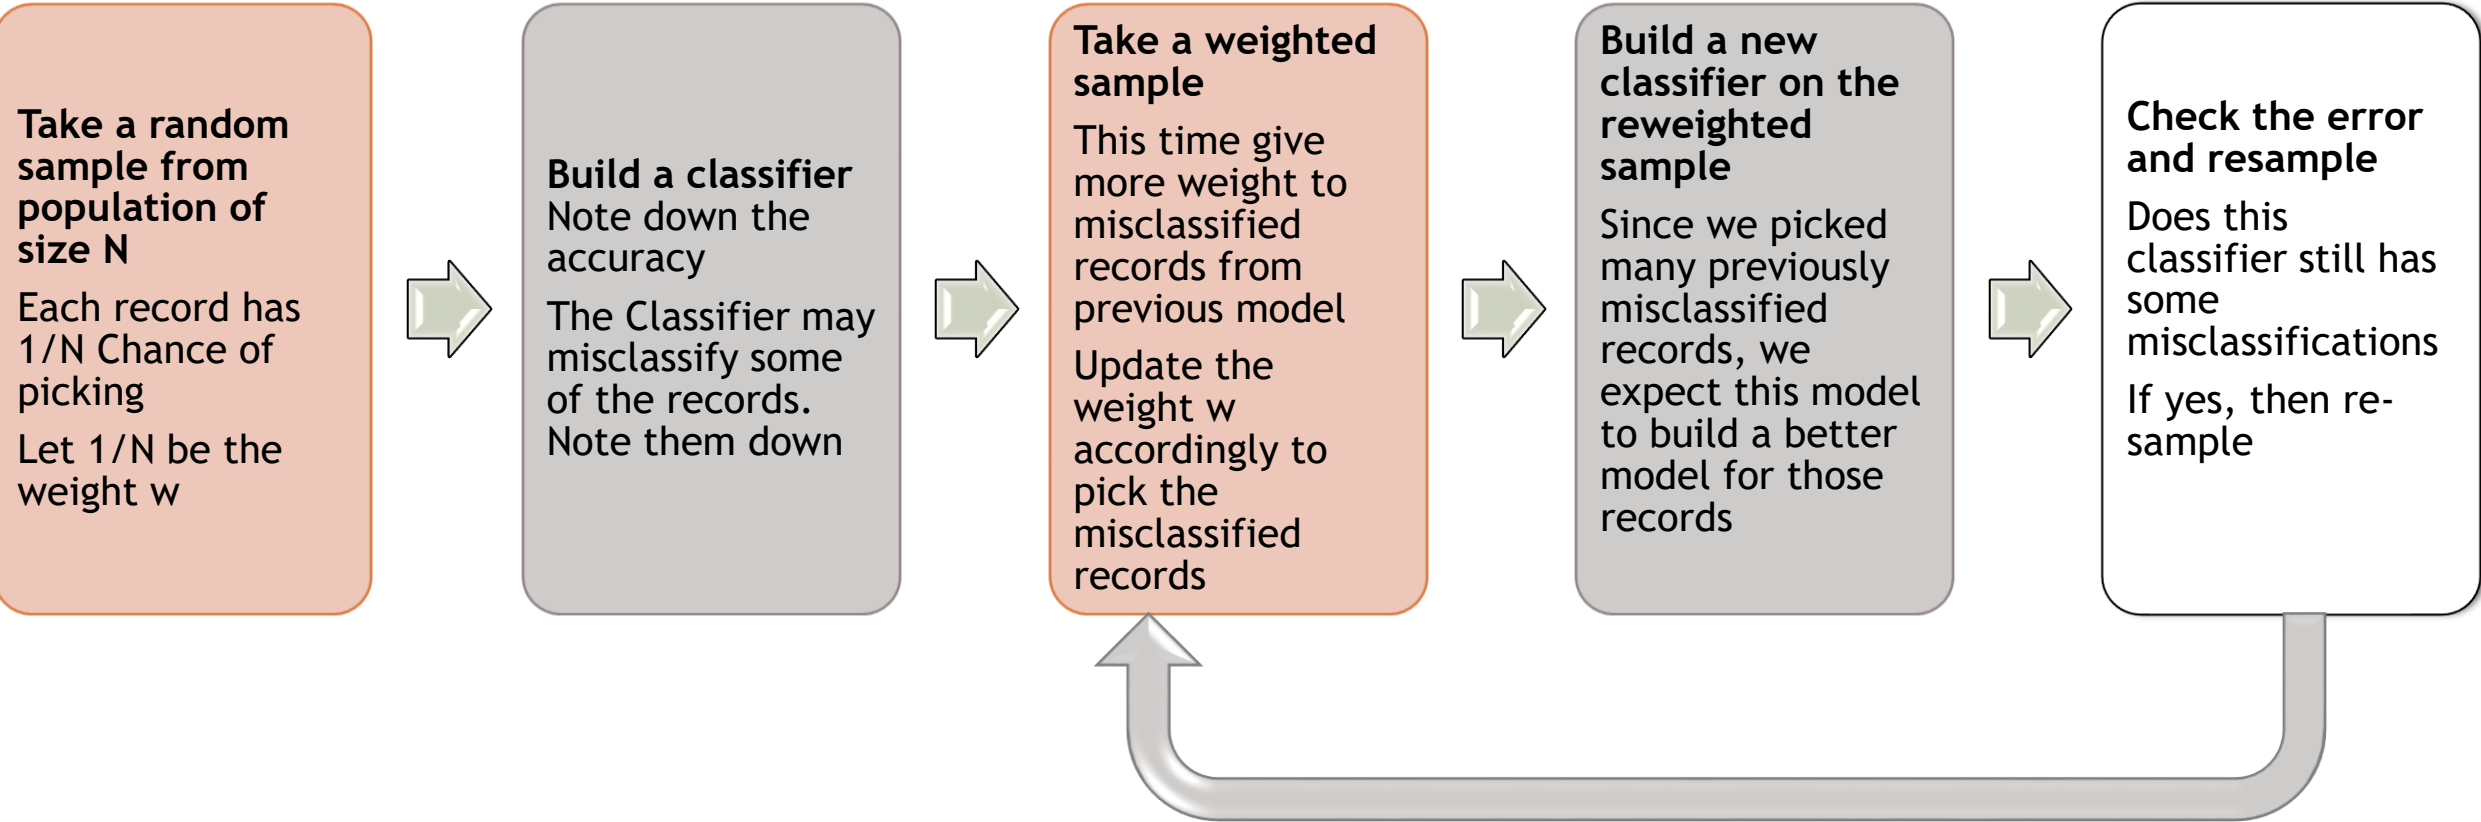 Take a random
sample from
population of
size N
Each record has
1/N Chance of
picking
Let 1/N be the
weight w
Build a classifier
Note down the
accuracy
The Classifier may
misclassify some
of the records.
Note them down
Take a weighted
sample
This time give
more weight to
misclassified
records from
previous model
Update the
weight w
accordingly to
pick the
misclassified
records
Build a new
classifier on the
reweighted
sample
Since we picked
many previously
misclassified
records, we
expect this model
to build a better
model for those
records
Check the error
and resample
Does this
classifier still has
some
misclassifications
If yes, then re-
sample